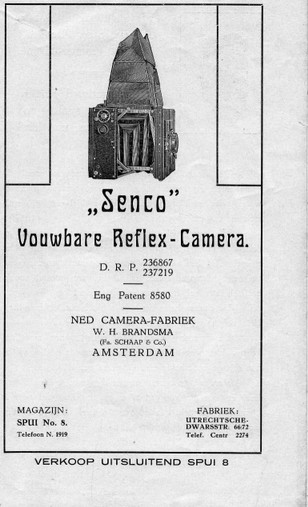 „Senco”
Vouwbare Reflex-Camera.
D. R. P. 236867
237219
Eng Patent 8580
NED CAMERA-FABRIEK
W. H. BRANDSMA
(Fa. SCHAAP & Co.)
AMSTERDAM
MAGAZIJN:
SPUI No. 8.
Telefoon N. 1919
FABRIEK:
UTRECHTSCHE-
DWARSSTR. 66:72
Telef. Centr 2274
VERKOOP UITSLUITEND SPUI 8